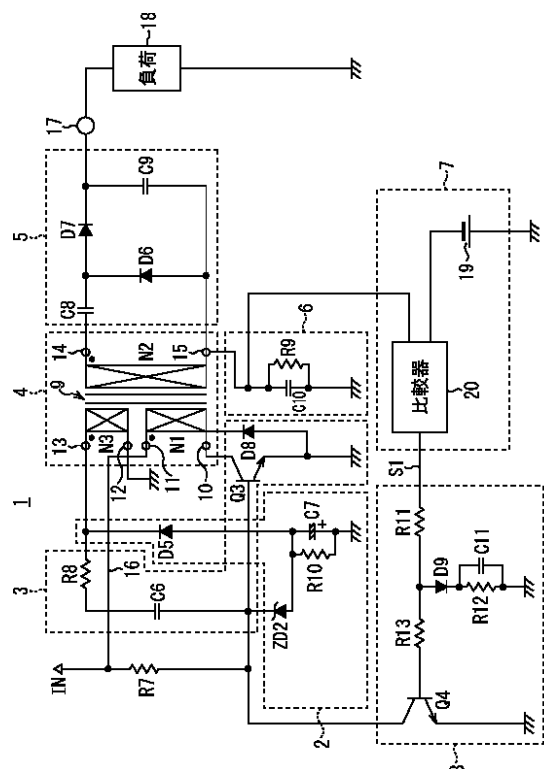 1
IN
3
R8
C6
16
R7
13
N3
12
11
N1
10
4
9
14
N2
15
5
C8
D7
D6
C9
17
18
負荷
D5
Q3
D8
6
R9
C10
ZD2
R10
C7
2
7
19
比較器
20
S1
R11
D9
C11
R12
R13
Q4
8